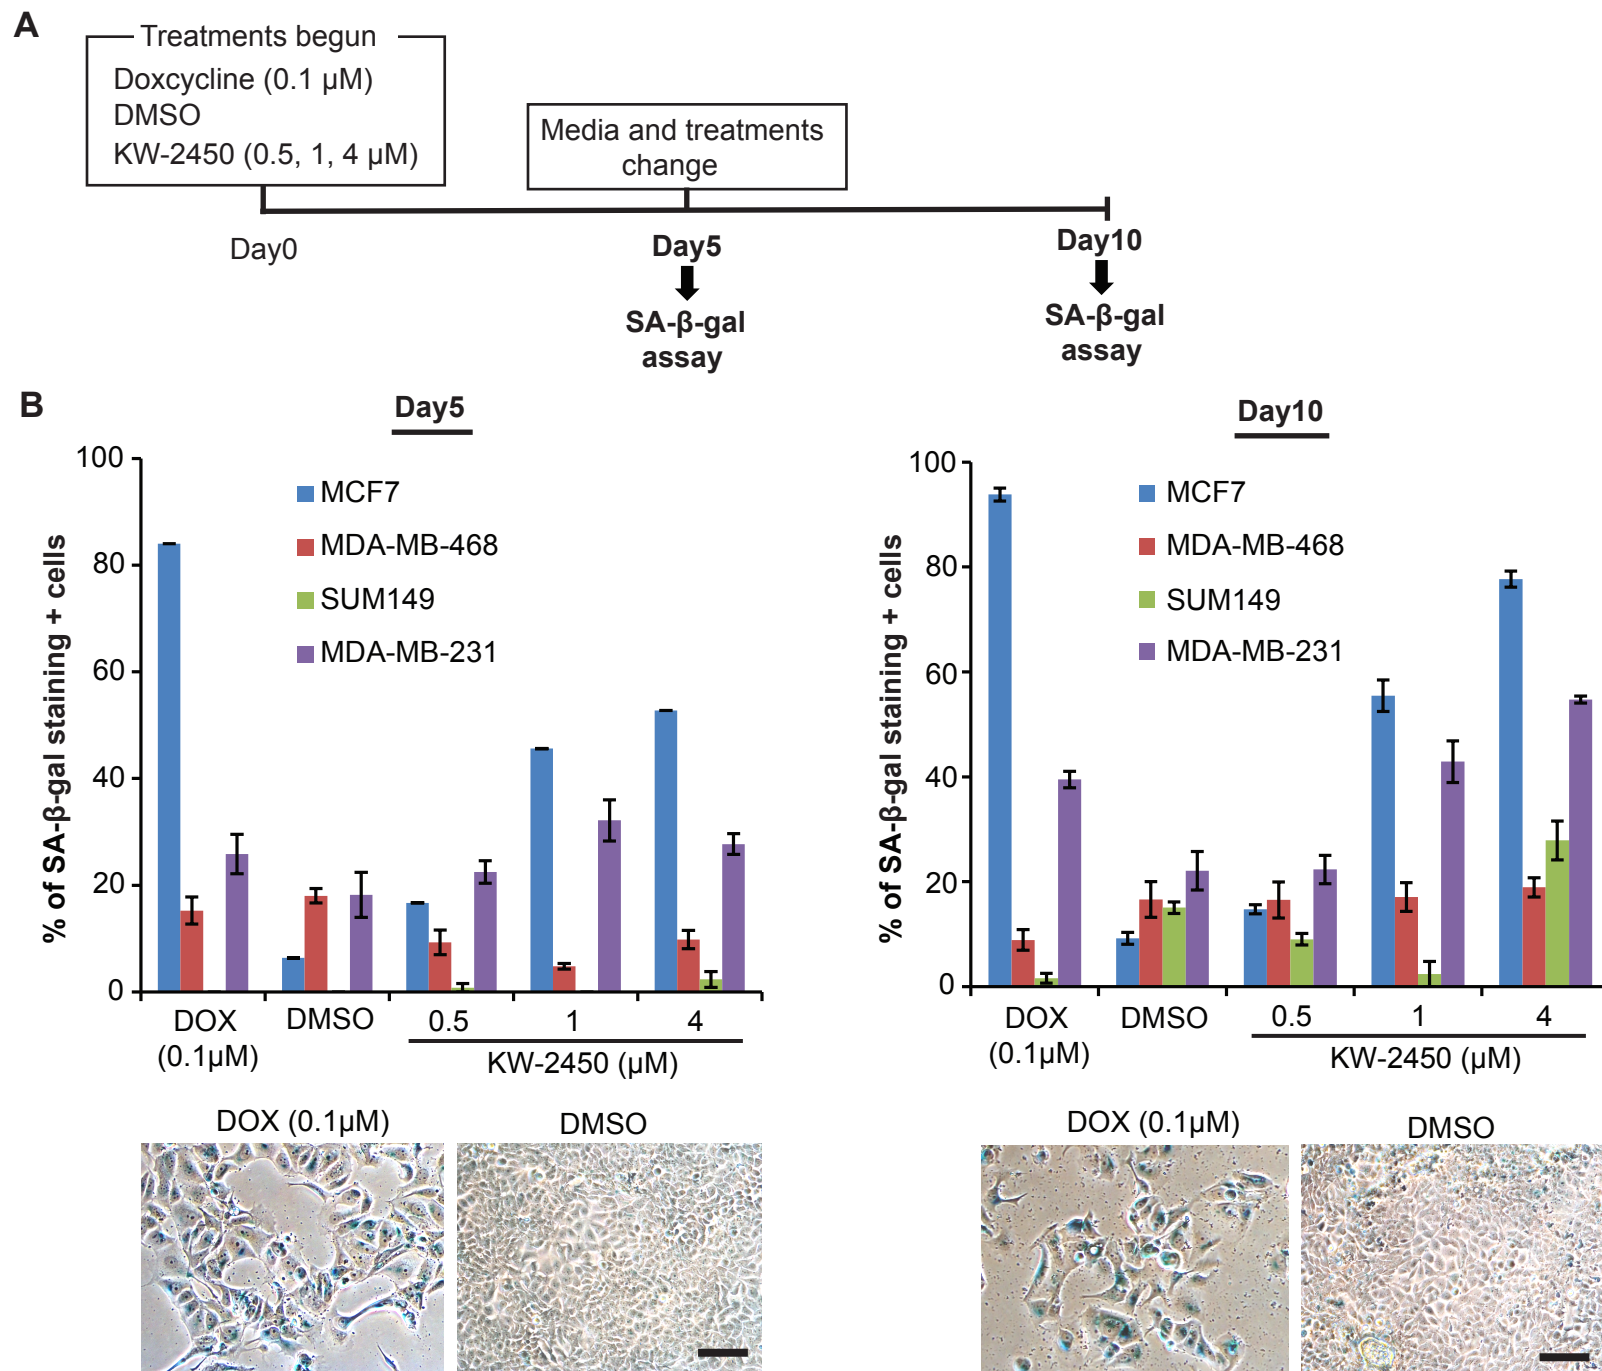 A
Treatments begun
Doxcycline (0.1 µM)
DMSO
KW-2450 (0.5, 1, 4 µM)
Media and treatments
change
Day0
Day5
Day10
SA-β-gal
assay
SA-β-gal
assay
B
Day5
% of SA-β-gal staining + cells
100
80
60
40
20
0
MCF7
MDA-MB-468
SUM149
MDA-MB-231
DOX
(0.1µM)
DMSO
0.5
1
4
KW-2450 (µM)
Day10
% of SA-β-gal staining + cells
100
80
60
40
20
0
MCF7
MDA-MB-468
SUM149
MDA-MB-231
DOX
(0.1µM)
DMSO
0.5
1
4
KW-2450 (µM)
DOX (0.1µM)
DMSO
DOX (0.1µM)
DMSO